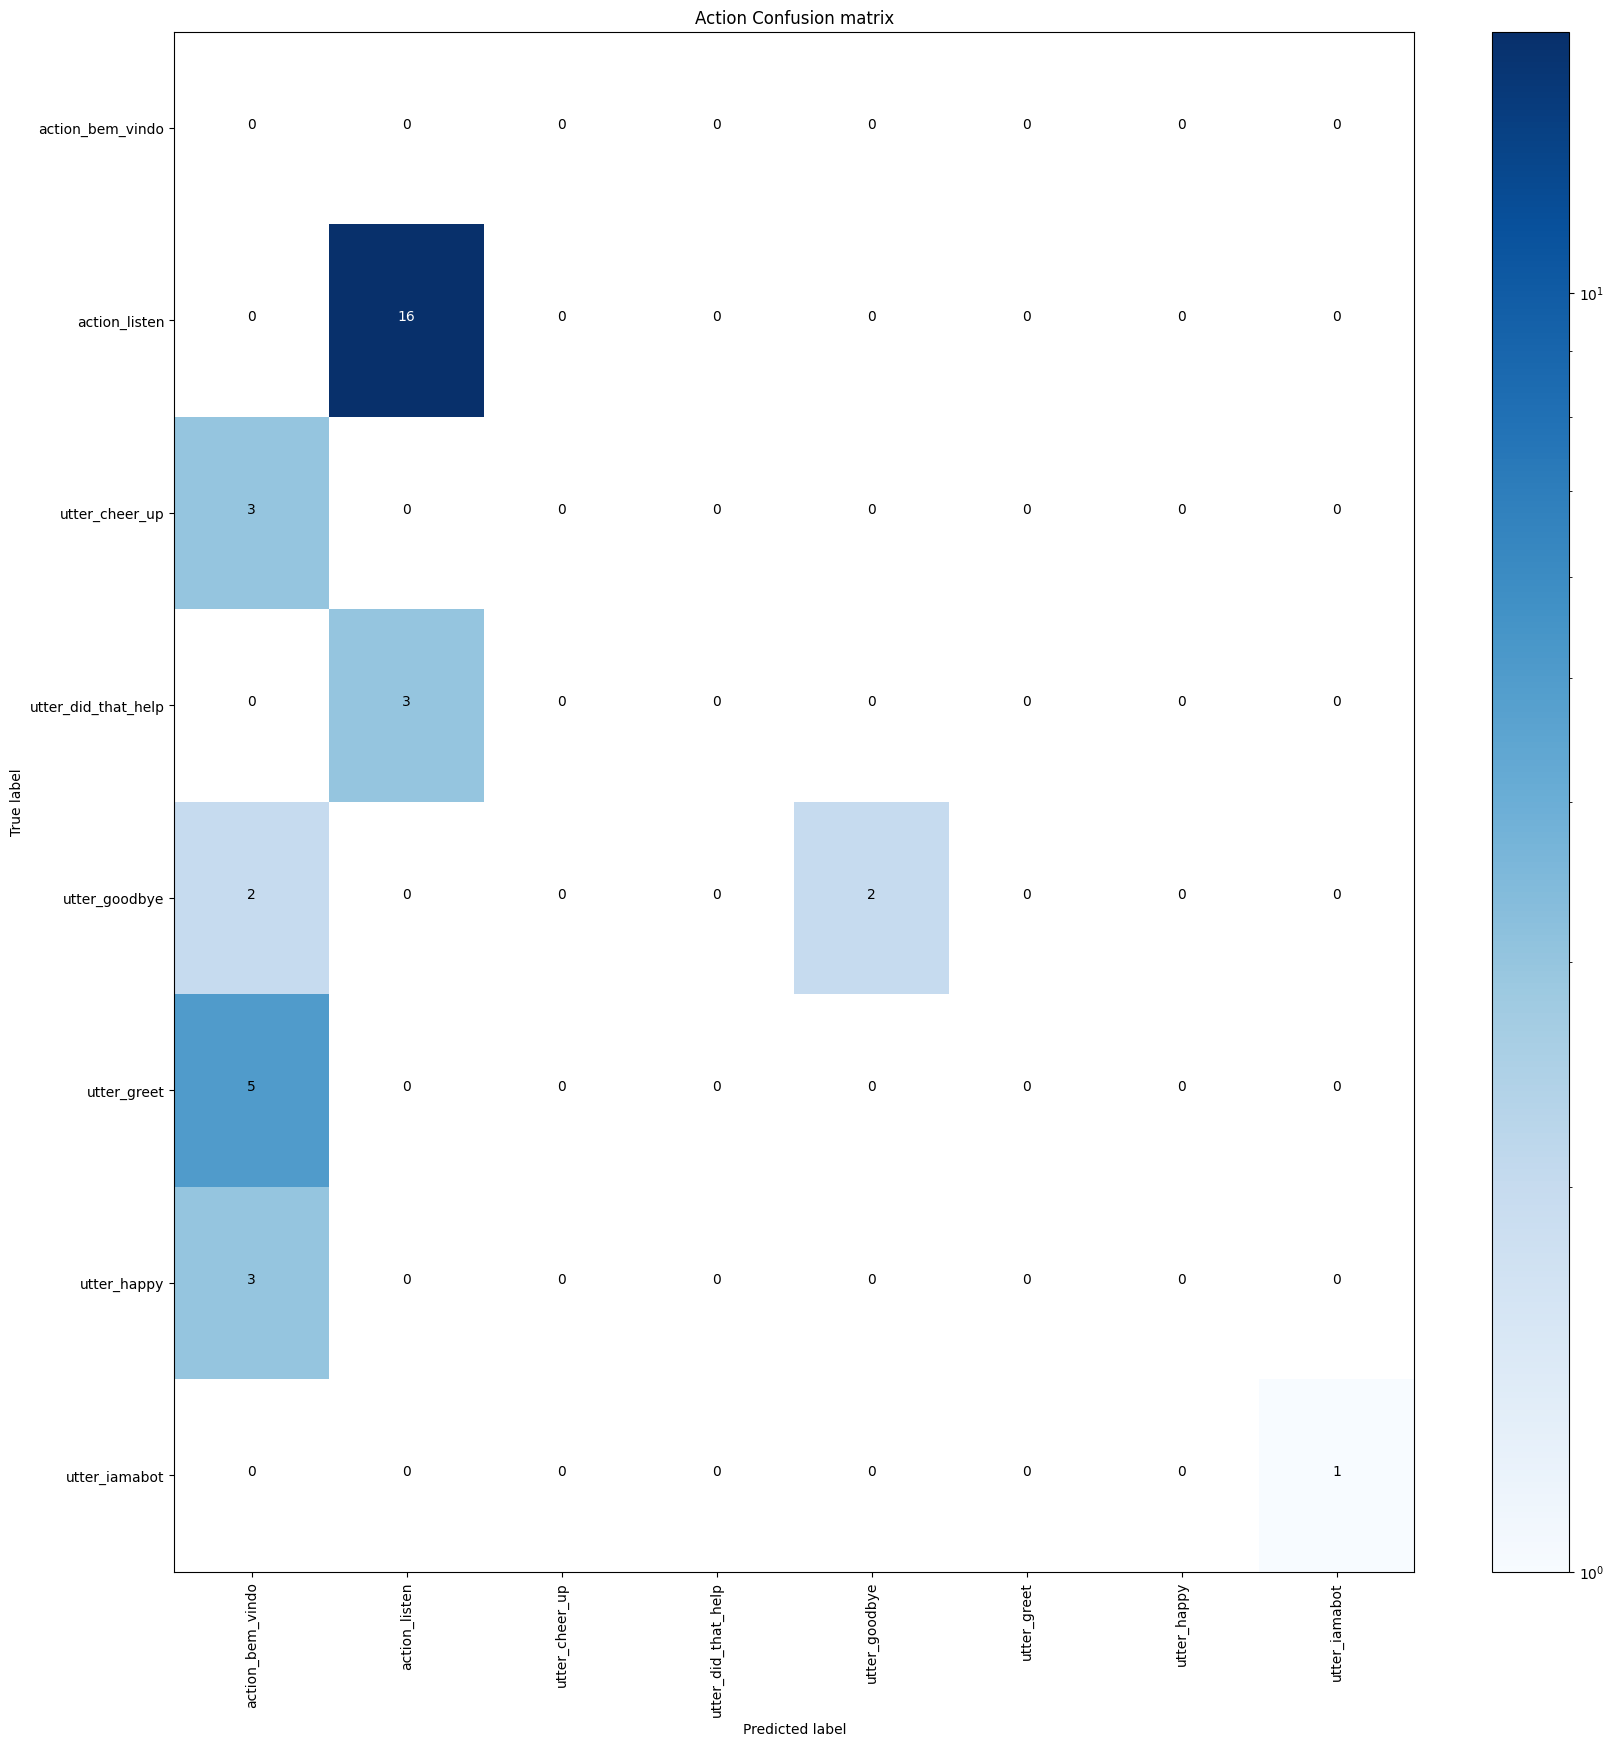 Action Confusion matrix
action_bem_vindo 0 0 0 0 0 0 0 0
action_listen 0 16 0 0 0 0 0 0
utter_cheer_up 3 0 0 0 0 0 0 0
utter_did_that_help 0 3 0 0 0 0 0 0
utter_goodbye 2 0 0 0 2 0 0 0
utter_greet 5 0 0 0 0 0 0 0
utter_happy 3 0 0 0 0 0 0 0
utter_iamabot 0 0 0 0 0 0 0 1
True label
action_bem_vindo
action_listen
utter_cheer_up
utter_did_that_help
utter_goodbye
utter_greet
utter_happy
utter_iamabot
Predicted label
10¹
10⁰